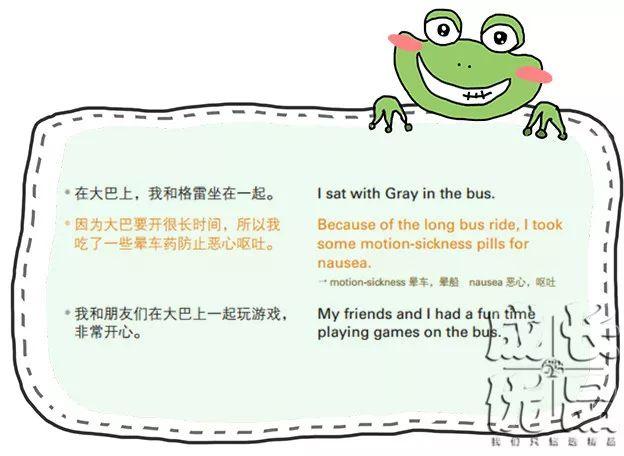 • 在大巴上，我和格雷坐在一起。
I sat with Gray in the bus.
• 因为大巴要开很长时间，所以我
吃了一些晕车药防止恶心呕吐。
Because of the long bus ride, I took
some motion-sickness pills for
nausea.
→ motion-sickness 晕车，晕船 nausea 恶心，呕吐
• 我和朋友们在大巴上一起玩游戏，
非常开心。
My friends and I had a fun time
playing games on the bus.
成长
优品
我们只给选精品